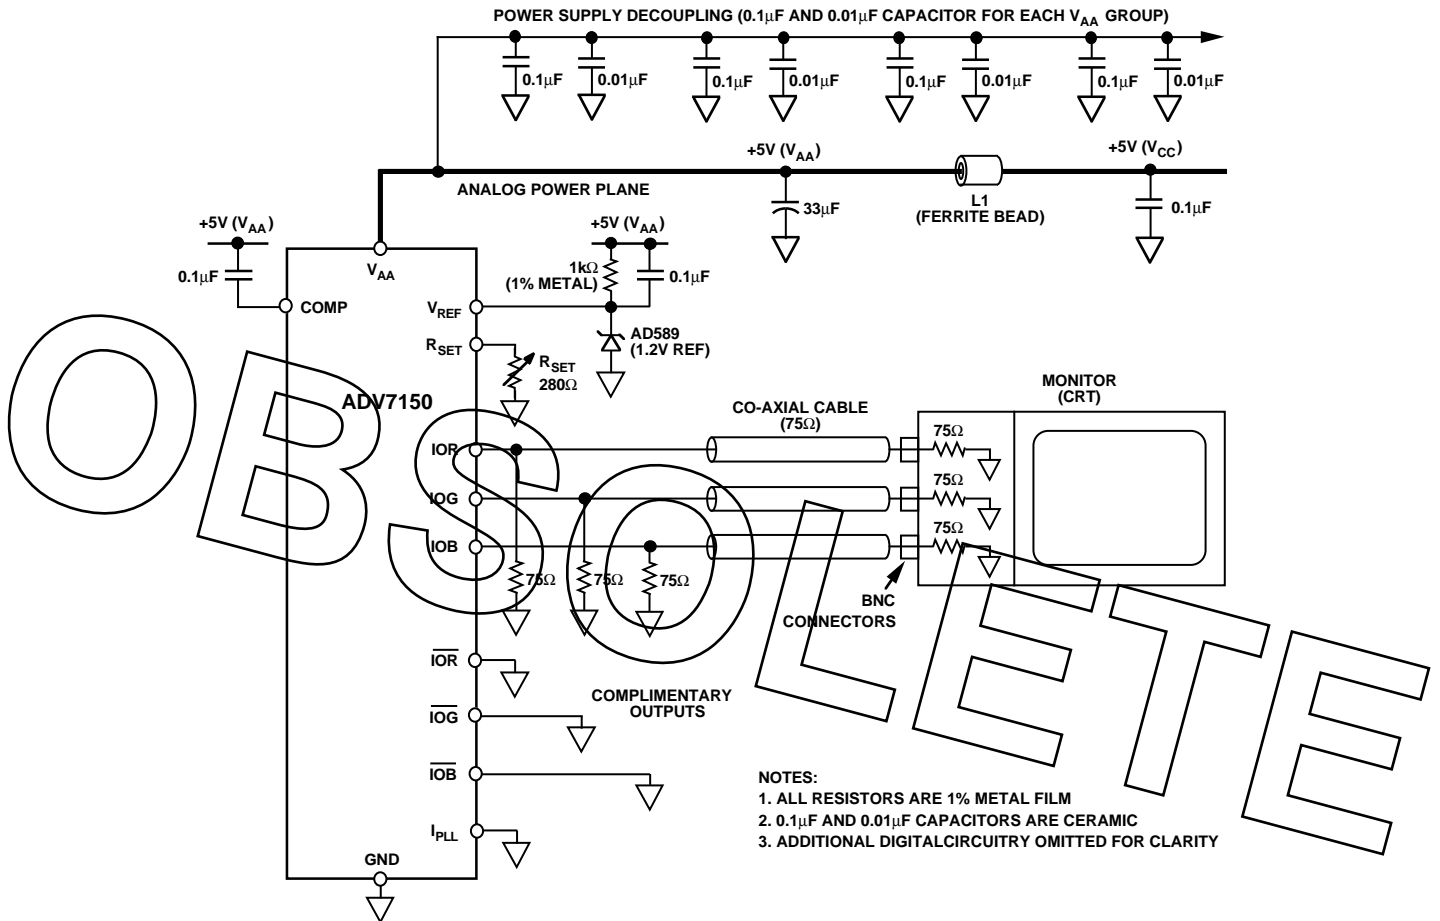 POWER SUPPLY DECOUPLING (0.1μF AND 0.01μF CAPACITOR FOR EACH VAA GROUP)
0.1μF
0.01μF
0.1μF
0.01μF
0.1μF
0.01μF
0.1μF
0.01μF
+5V (VAA)
+5V (VCC)
ANALOG POWER PLANE
33μF
L1
(FERRITE BEAD)
0.1μF
+5V (VAA)
0.1μF
+5V (VAA)
1kΩ
(1% METAL)
0.1μF
VAA
COMP
VREF
AD589
(1.2V REF)
RSET
RSET
280Ω
ADV7150
MONITOR
(CRT)
CO-AXIAL CABLE
(75Ω)
IOR
75Ω
IOG
75Ω
IOB
75Ω
75Ω
75Ω
75Ω
BNC
CONNECTORS
IOR
COMPLIMENTARY
OUTPUTS
IOG
IOB
IPLL
GND
NOTES:
1. ALL RESISTORS ARE 1% METAL FILM
2. 0.1μF AND 0.01μF CAPACITORS ARE CERAMIC
3. ADDITIONAL DIGITALCIRCUITRY OMITTED FOR CLARITY
OBSOLETE